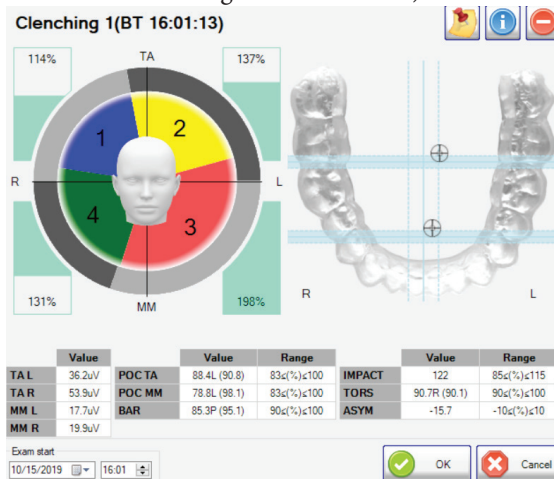 Clenching 1(BT 16:01:13)
114%
TA
137%
1
2
R
L
4
3
131%
MM
198%
R
L
Value
Value
Range
Value
Range
TA L 36.2uV POC TA 88.4L (90.8) 83≤(%)≤100 IMPACT 122 85≤(%)≤115
TA R 53.9uV POC MM 78.8L (98.1) 83≤(%)≤100 TORS 90.7R (90.1) 90≤(%)≤100
MM L 17.7uV BAR 85.3P (95.1) 90≤(%)≤100 ASYM -15.7 -10≤(%)≤10
MM R 19.9uV
Exam start
10/15/2019 16:01
OK
Cancel